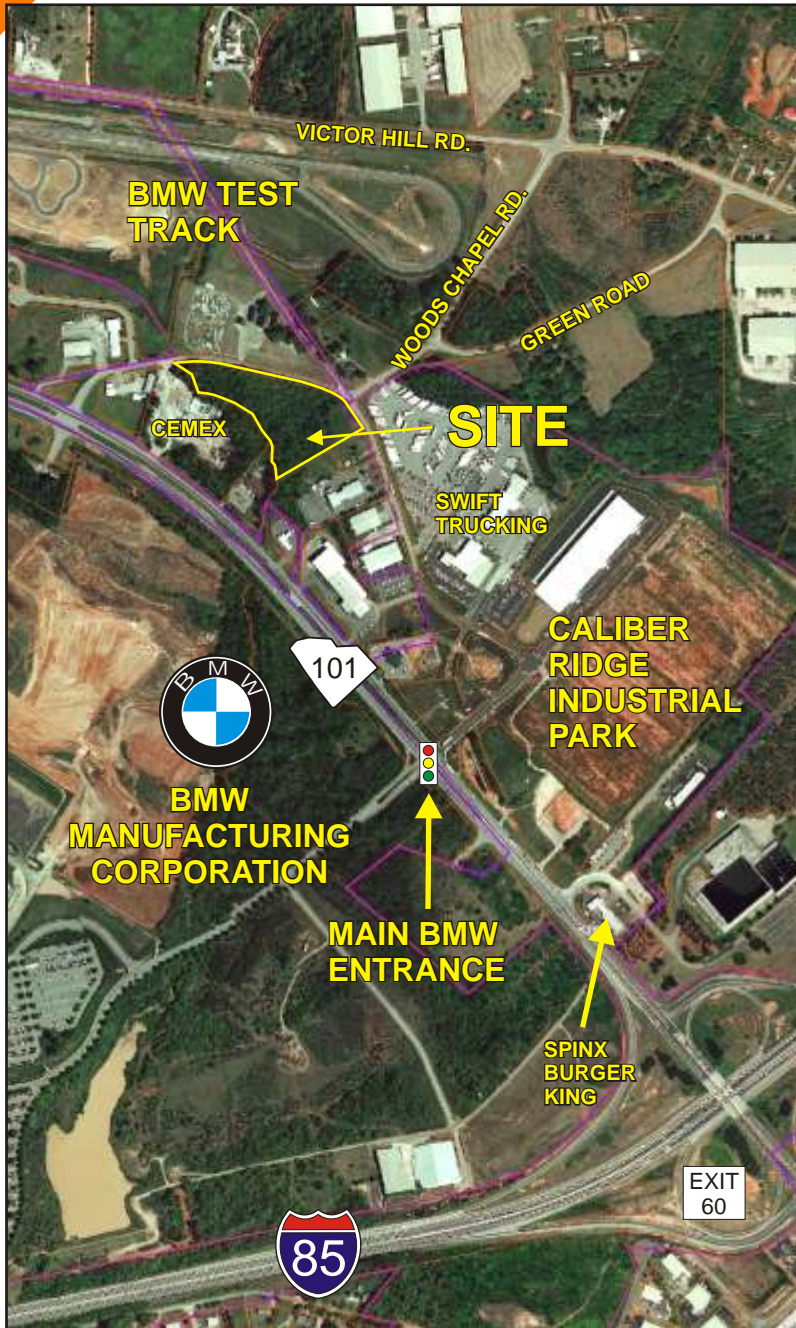 VICTOR HILL RD.
BMW TEST
TRACK
WOODS CHAPEL RD.
GREEN ROAD
SITE
CEMEX
SWIFT
TRUCKING
CALIBER
RIDGE
INDUSTRIAL
PARK
101
BMW
BMW
MANUFACTURING
CORPORATION
MAIN BMW
ENTRANCE
SPINX
BURGER
KING
EXIT
60
85